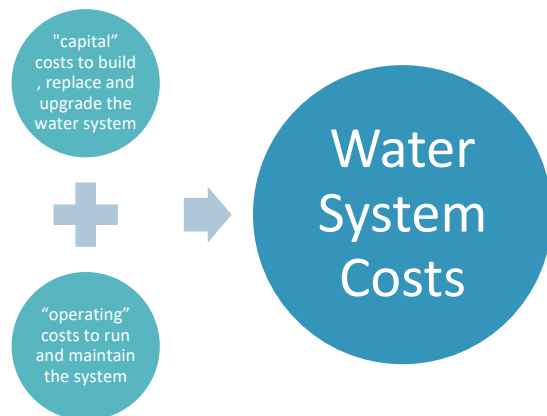 "capital”
costs to build
, replace and
upgrade the
water system
“operating”
costs to run
and maintain
the system
Water
System
Costs